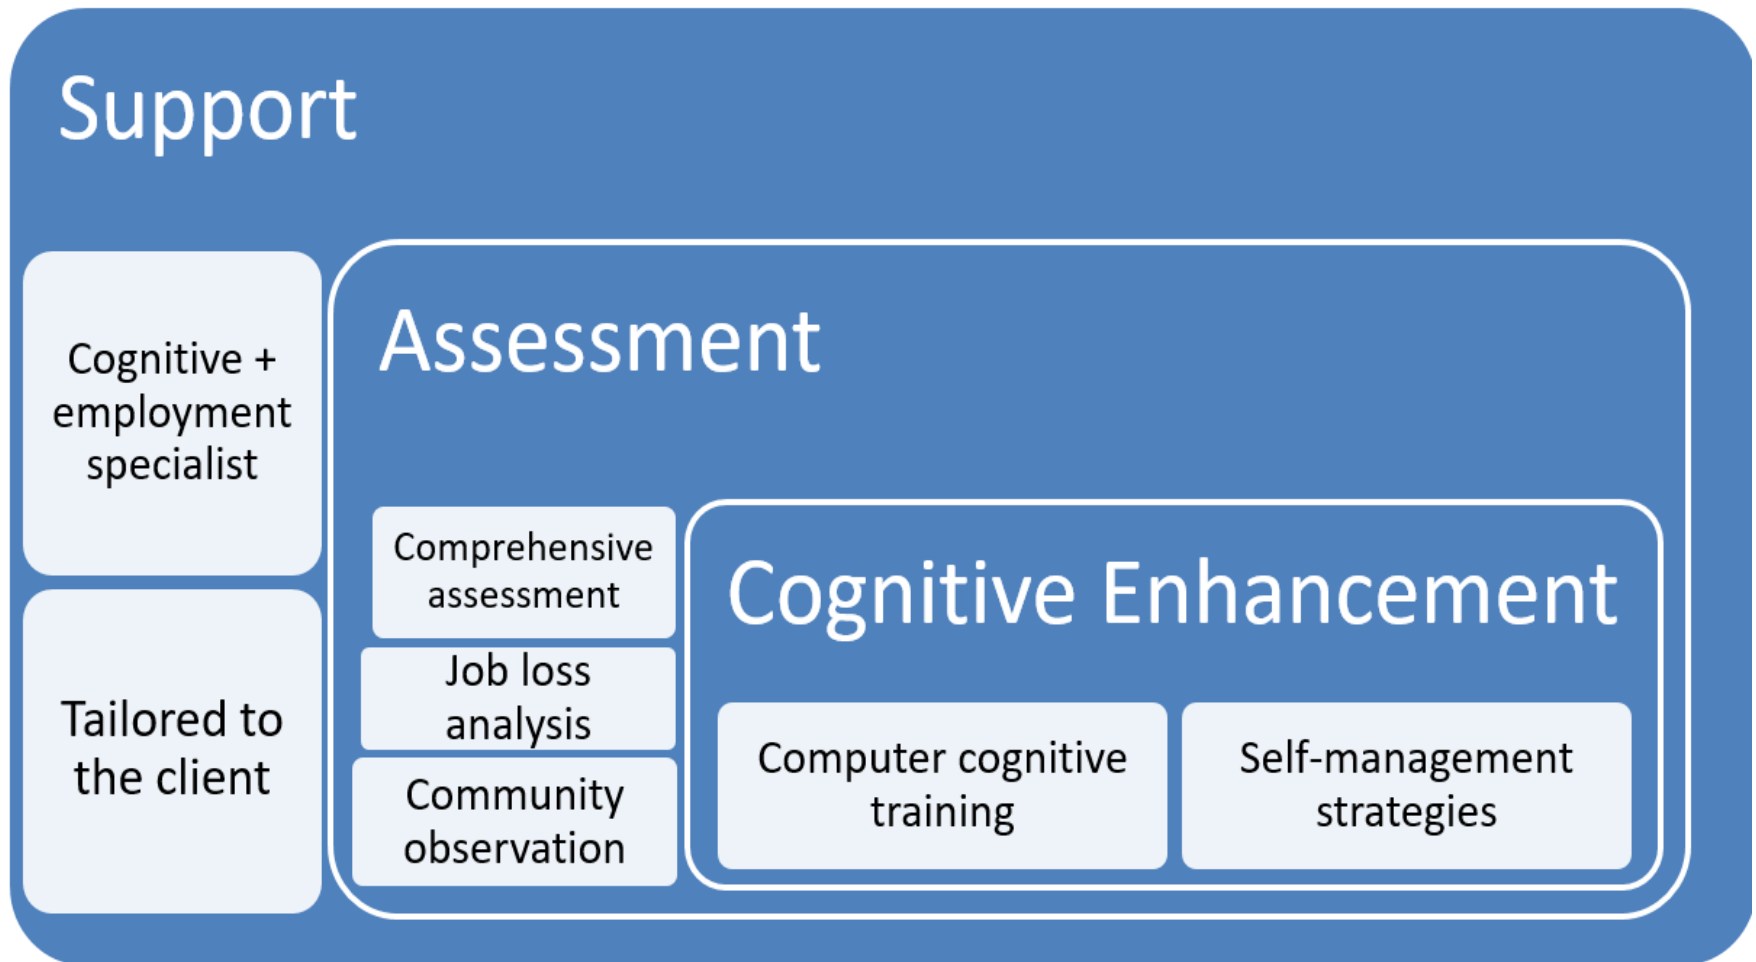 Support
Cognitive +
employment
specialist
Tailored to
the client
Assessment
Comprehensive
assessment
Job loss
analysis
Community
observation
Cognitive Enhancement
Computer cognitive
training
Self-management
strategies